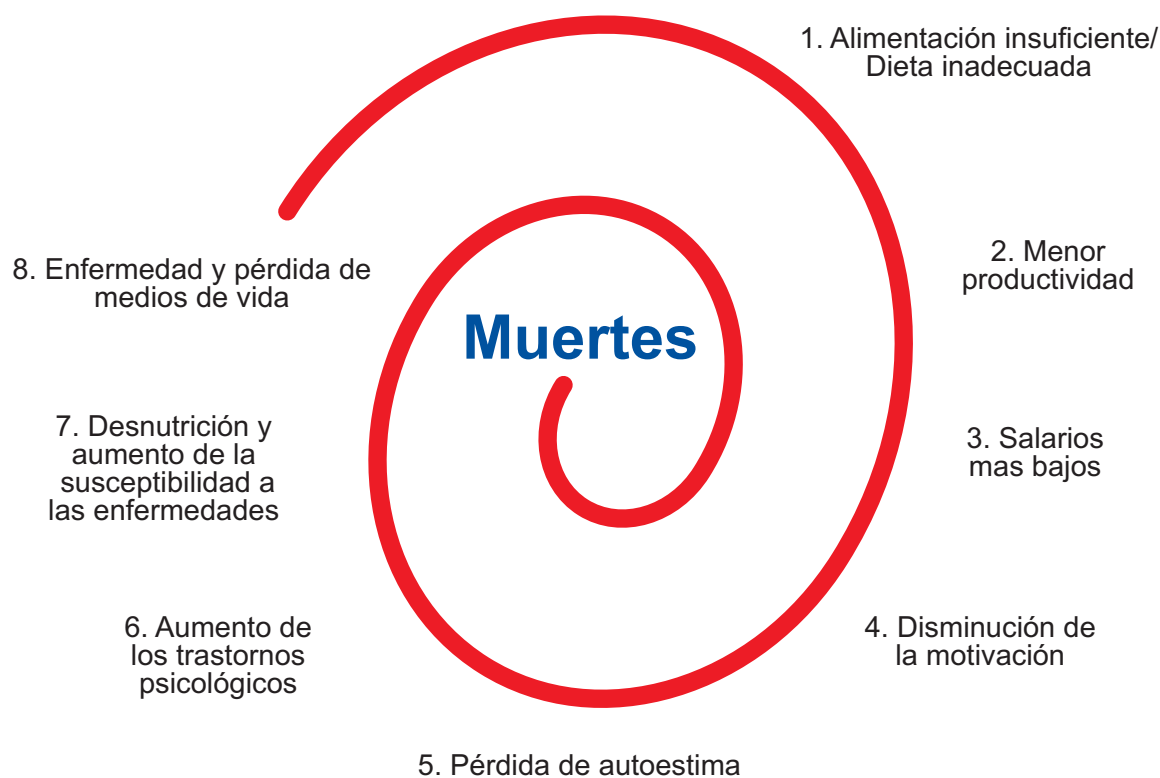 1. Alimentación insuficiente/
Dieta inadecuada
2. Menor
productividad
3. Salarios
mas bajos
4. Disminución de
la motivación
5. Pérdida de autoestima
6. Aumento de
los trastornos
psicológicos
7. Desnutrición y
aumento de la
susceptibilidad a
las enfermedades
8. Enfermedad y pérdida de
medios de vida
Muertes